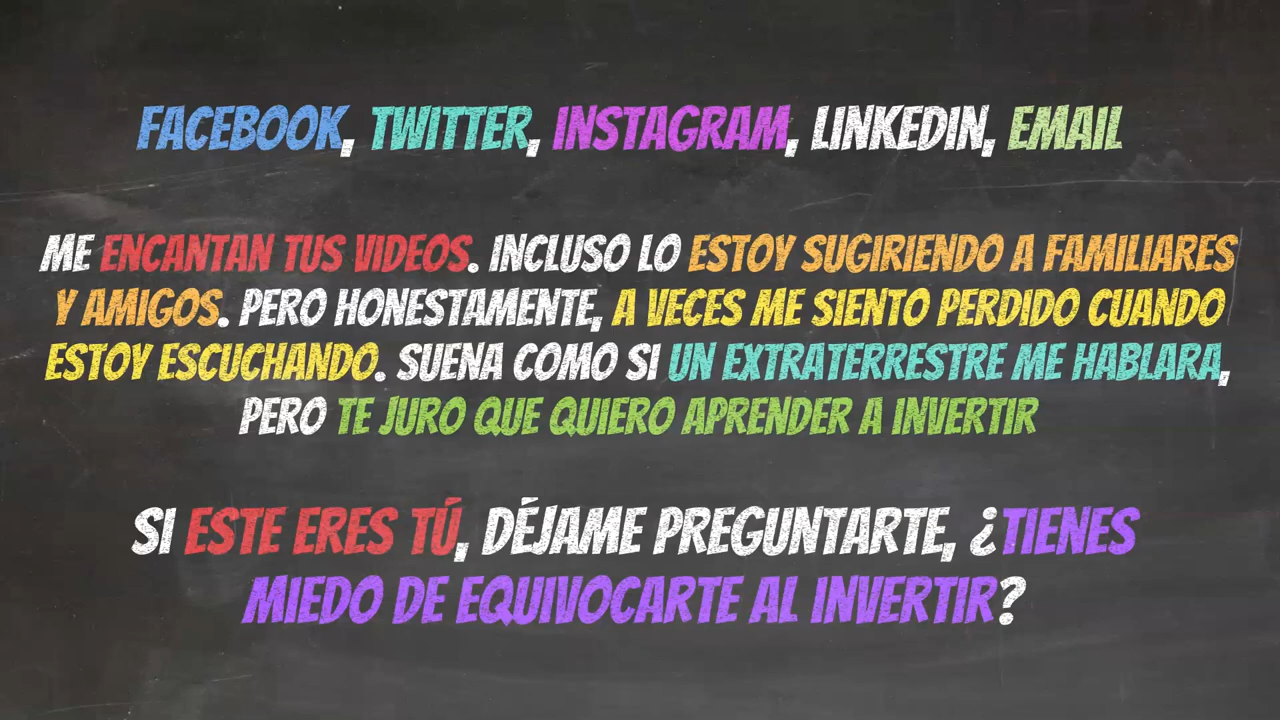 FACEBOOK, TWITTER, INSTAGRAM, LINKEDIN, EMAIL
ME ENCANTAN TUS VIDEOS. INCLUSO LO ESTOY SUGIRIENDO A FAMILIARES
Y AMIGOS. PERO HONESTAMENTE, A VECES ME SIENTO PERDIDO CUANDO
ESTOY ESCUCHANDO. SUENA COMO SI UN EXTRATERRESTRE ME HABLARA,
PERO TE JURO QUE QUIERO APRENDER A INVERTIR
SI ESTE ERES TÚ, DÉJAME PREGUNTARTE, ¿TIENES
MIEDO DE EQUIVOCARTE AL INVERTIR?